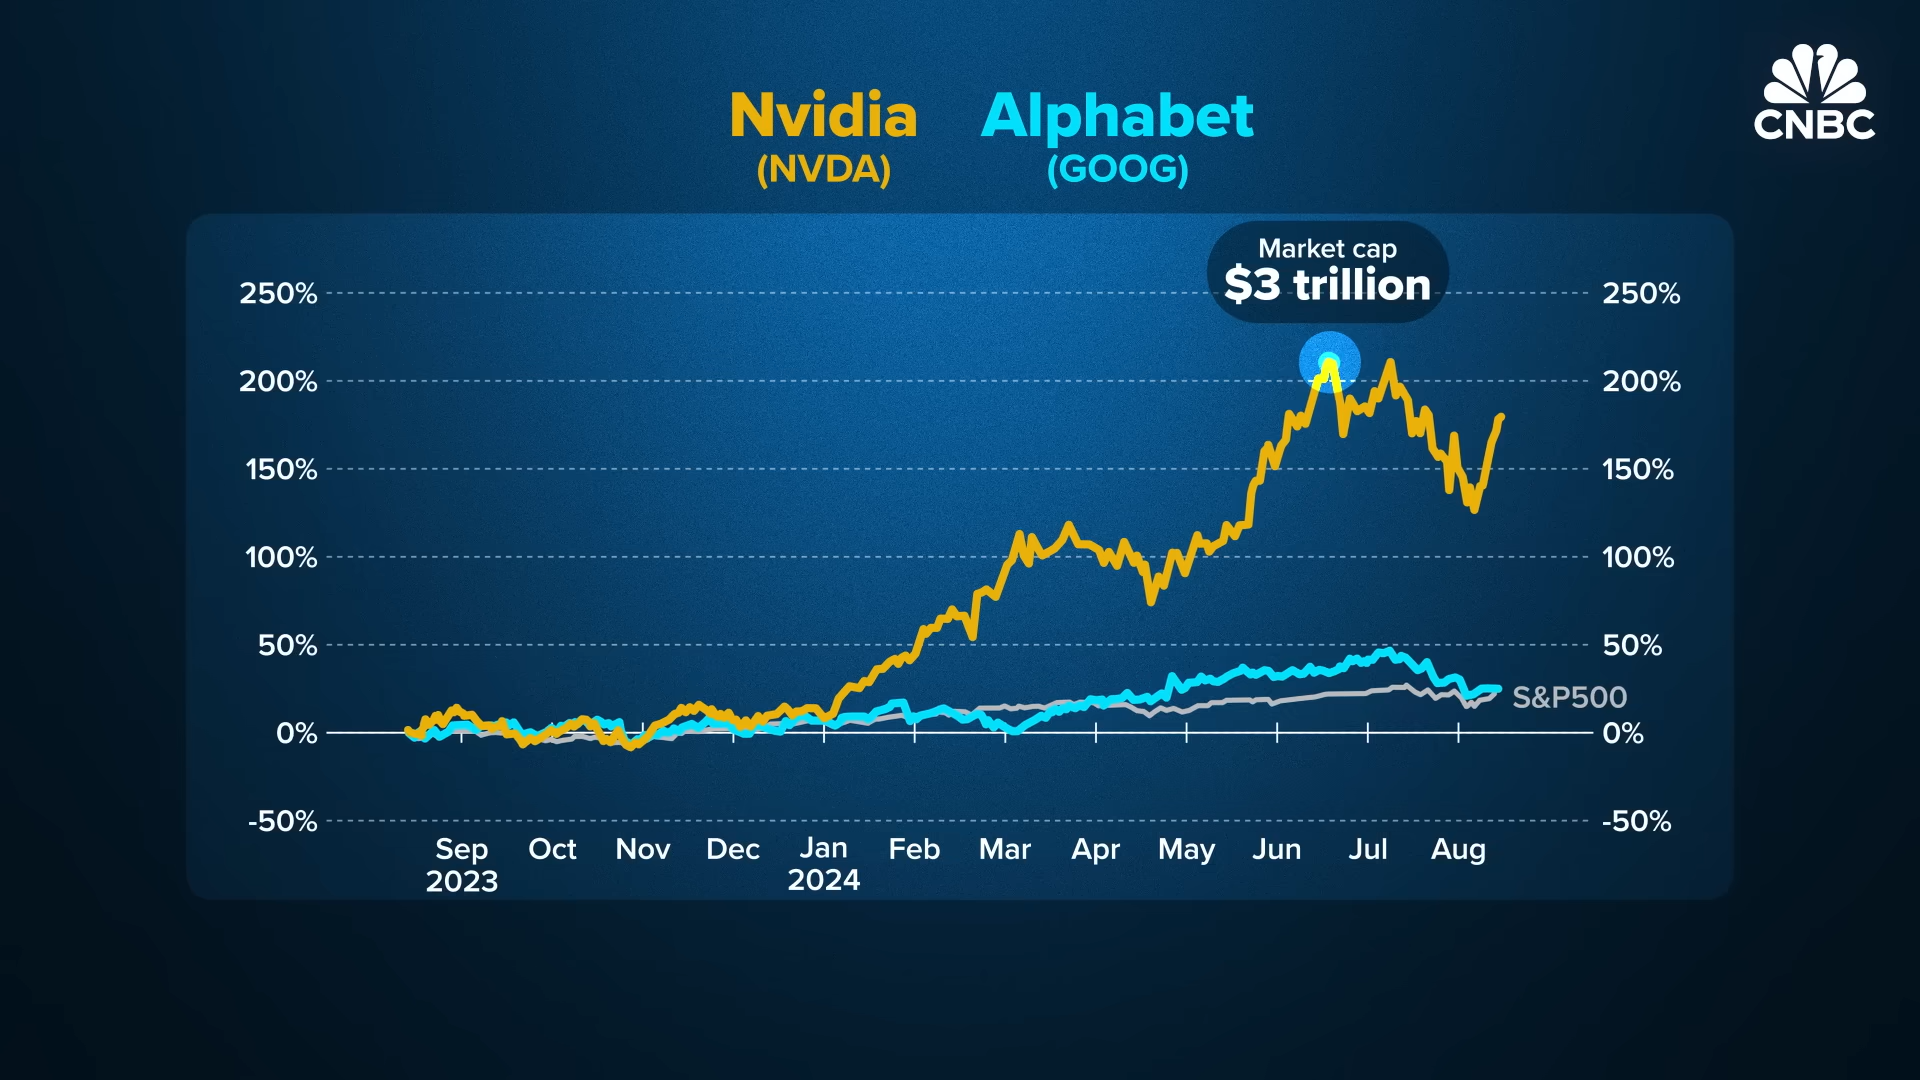 CNBC
Nvidia
(NVDA)
Alphabet
(GOOG)
Market cap
$3 trillion
250%
250%
200%
200%
150%
150%
100%
100%
50%
50%
S&P500
0%
0%
-50%
-50%
Sep
2023
Oct
Nov
Dec
Jan
2024
Feb
Mar
Apr
May
Jun
Jul
Aug